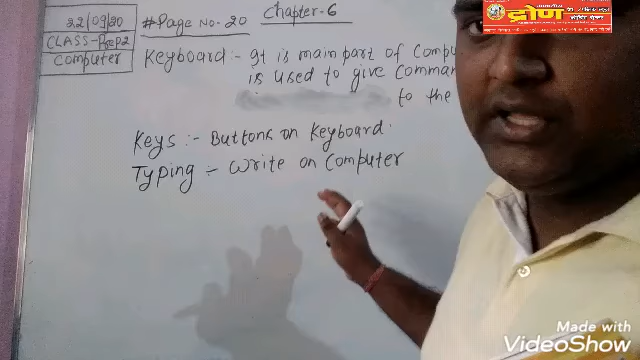 22/09/20
CLASS-Prep2
Computer
#Page No. 20
Chapter-6
Keyboard :- It is main part of Compu
is used to give Comman
to the
Keys :- Buttons on Keyboard.
Typing :- Write on Computer
द्रोण
Made with
VideoShow